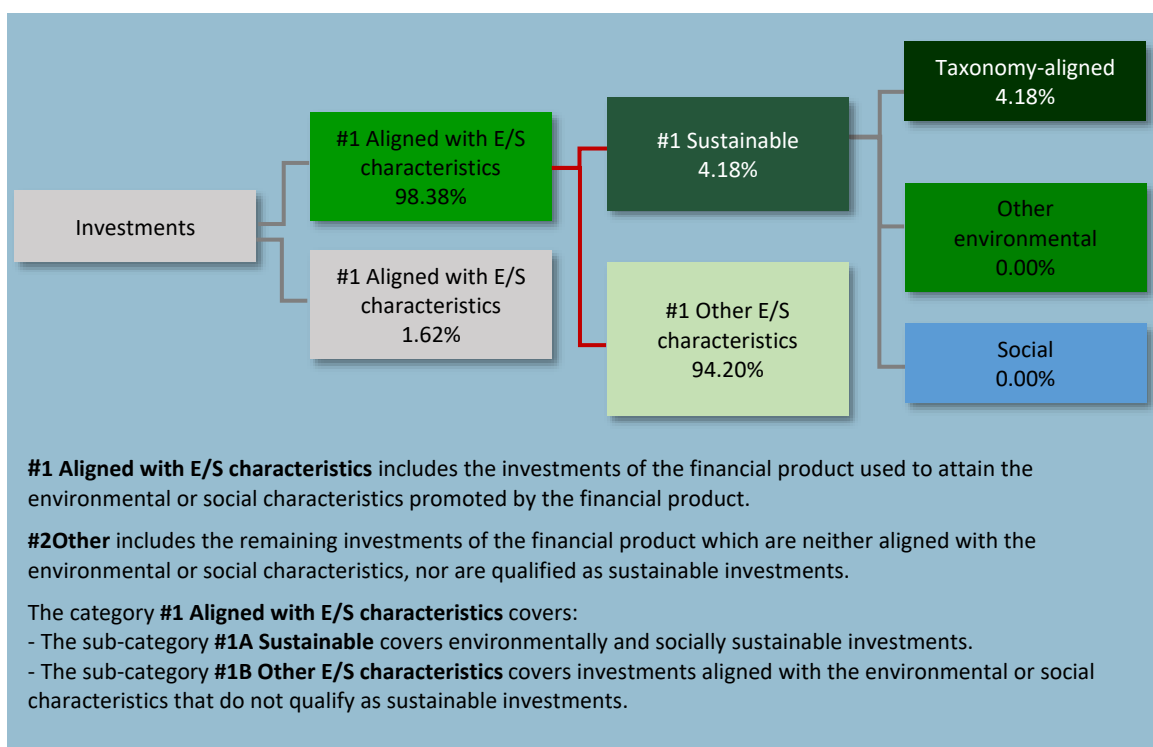 Taxonomy-aligned
4.18%
#1 Aligned with E/S
characteristics
98.38%
#1 Sustainable
4.18%
Investments
Other
environmental
0.00%
#1 Aligned with E/S
characteristics
1.62%
#1 Other E/S
characteristics
94.20%
Social
0.00%
#1 Aligned with E/S characteristics includes the investments of the financial product used to attain the
environmental or social characteristics promoted by the financial product.
#2Other includes the remaining investments of the financial product which are neither aligned with the
environmental or social characteristics, nor are qualified as sustainable investments.
The category #1 Aligned with E/S characteristics covers:
- The sub-category #1A Sustainable covers environmentally and socially sustainable investments.
- The sub-category #1B Other E/S characteristics covers investments aligned with the environmental or social
characteristics that do not qualify as sustainable investments.